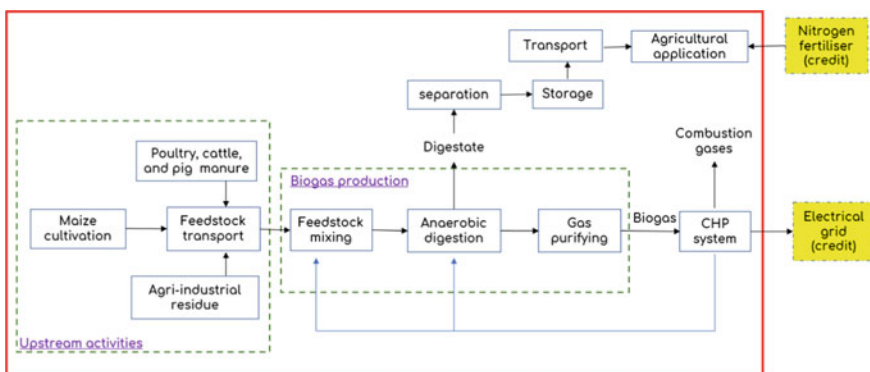 Transport
Agricultural
application
Nitrogen
fertiliser
(credit)
separation
Storage
Poultry, cattle,
and pig manure
Digestate
Combustion
gases
Biogas production
Maize
cultivation
Feedstock
transport
Feedstock
mixing
Anaerobic
digestion
Gas
purifying
Biogas
CHP
system
Electrical
grid
(credit)
Agri-industrial
residue
Upstream activities